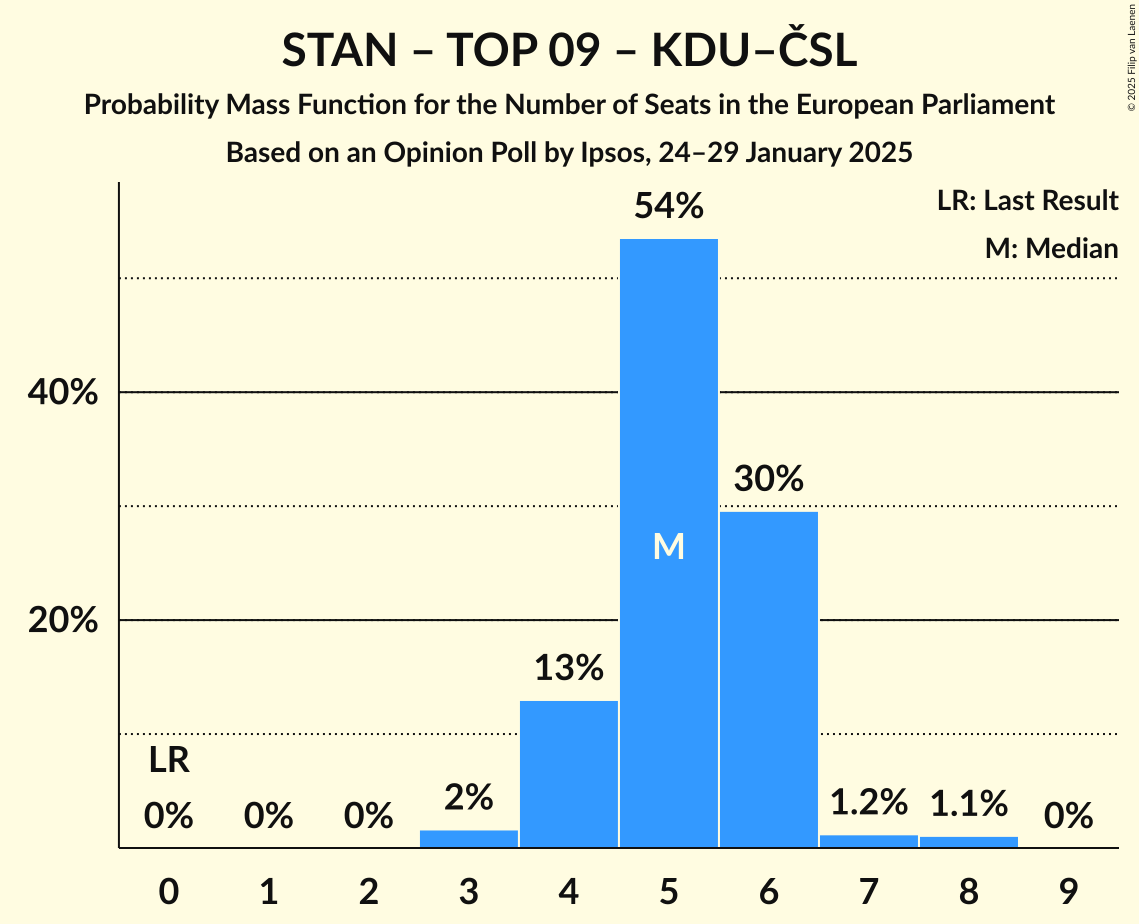 STAN – TOP 09 – KDU–ČSL
Probability Mass Function for the Number of Seats in the European Parliament
Based on an Opinion Poll by Ipsos, 24–29 January 2025
© 2025 Filip van Laenen
LR: Last Result
M: Median
54%
40%
30%
M
20%
13%
LR
0%
0%
0%
2%
1.2%
1.1%
0%
0 1 2 3 4 5 6 7 8 9